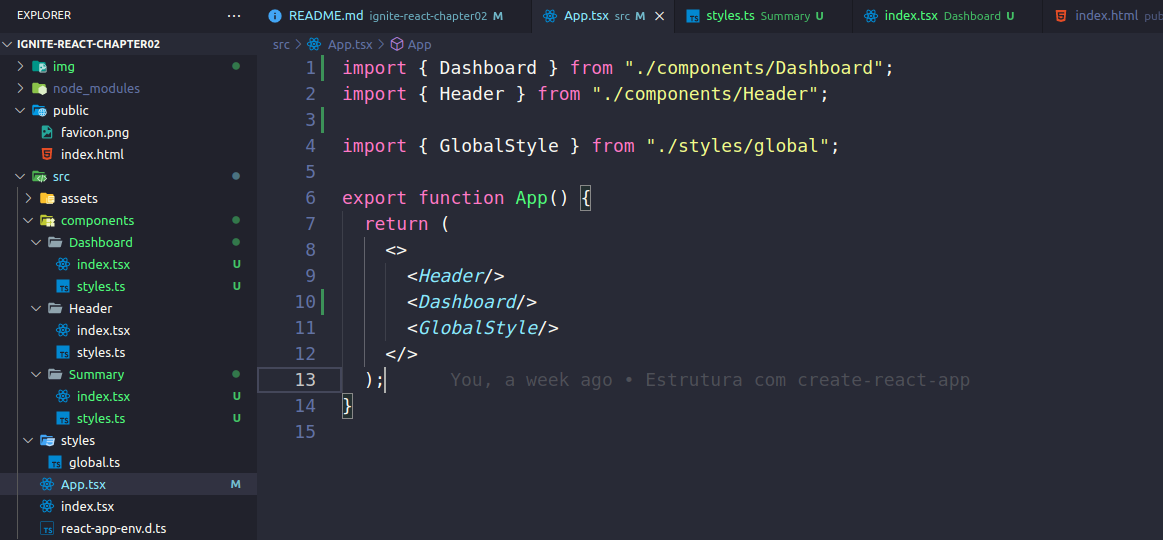 EXPLORER ...
IGNITE-REACT-CHAPTER02
img
node_modules
public
favicon.png
index.html
src
assets
components
Dashboard
index.tsx U
styles.ts U
Header
index.tsx
styles.ts
Summary
index.tsx U
styles.ts U
styles
global.ts
App.tsx M
index.tsx
react-app-env.d.ts
README.md ignite-react-chapter02 M
App.tsx src M
styles.ts Summary U
index.tsx Dashboard U
index.html pub
src > App.tsx > App
1 import { Dashboard } from "./components/Dashboard";
2 import { Header } from "./components/Header";
3
4 import { GlobalStyle } from "./styles/global";
5
6 export function App() {
7 return (
8 <>
9 <Header/>
10 <Dashboard/>
11 <GlobalStyle/>
12 </>
13 ); You, a week ago • Estrutura com create-react-app
14 }
15